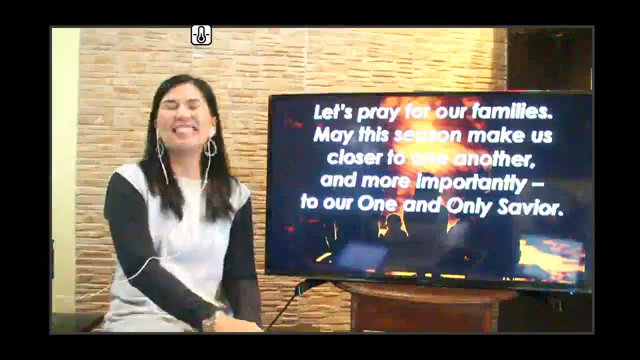 Let's pray for our families.
May this season make us
closer to one another,
and more importantly –
to our One and Only Savior.